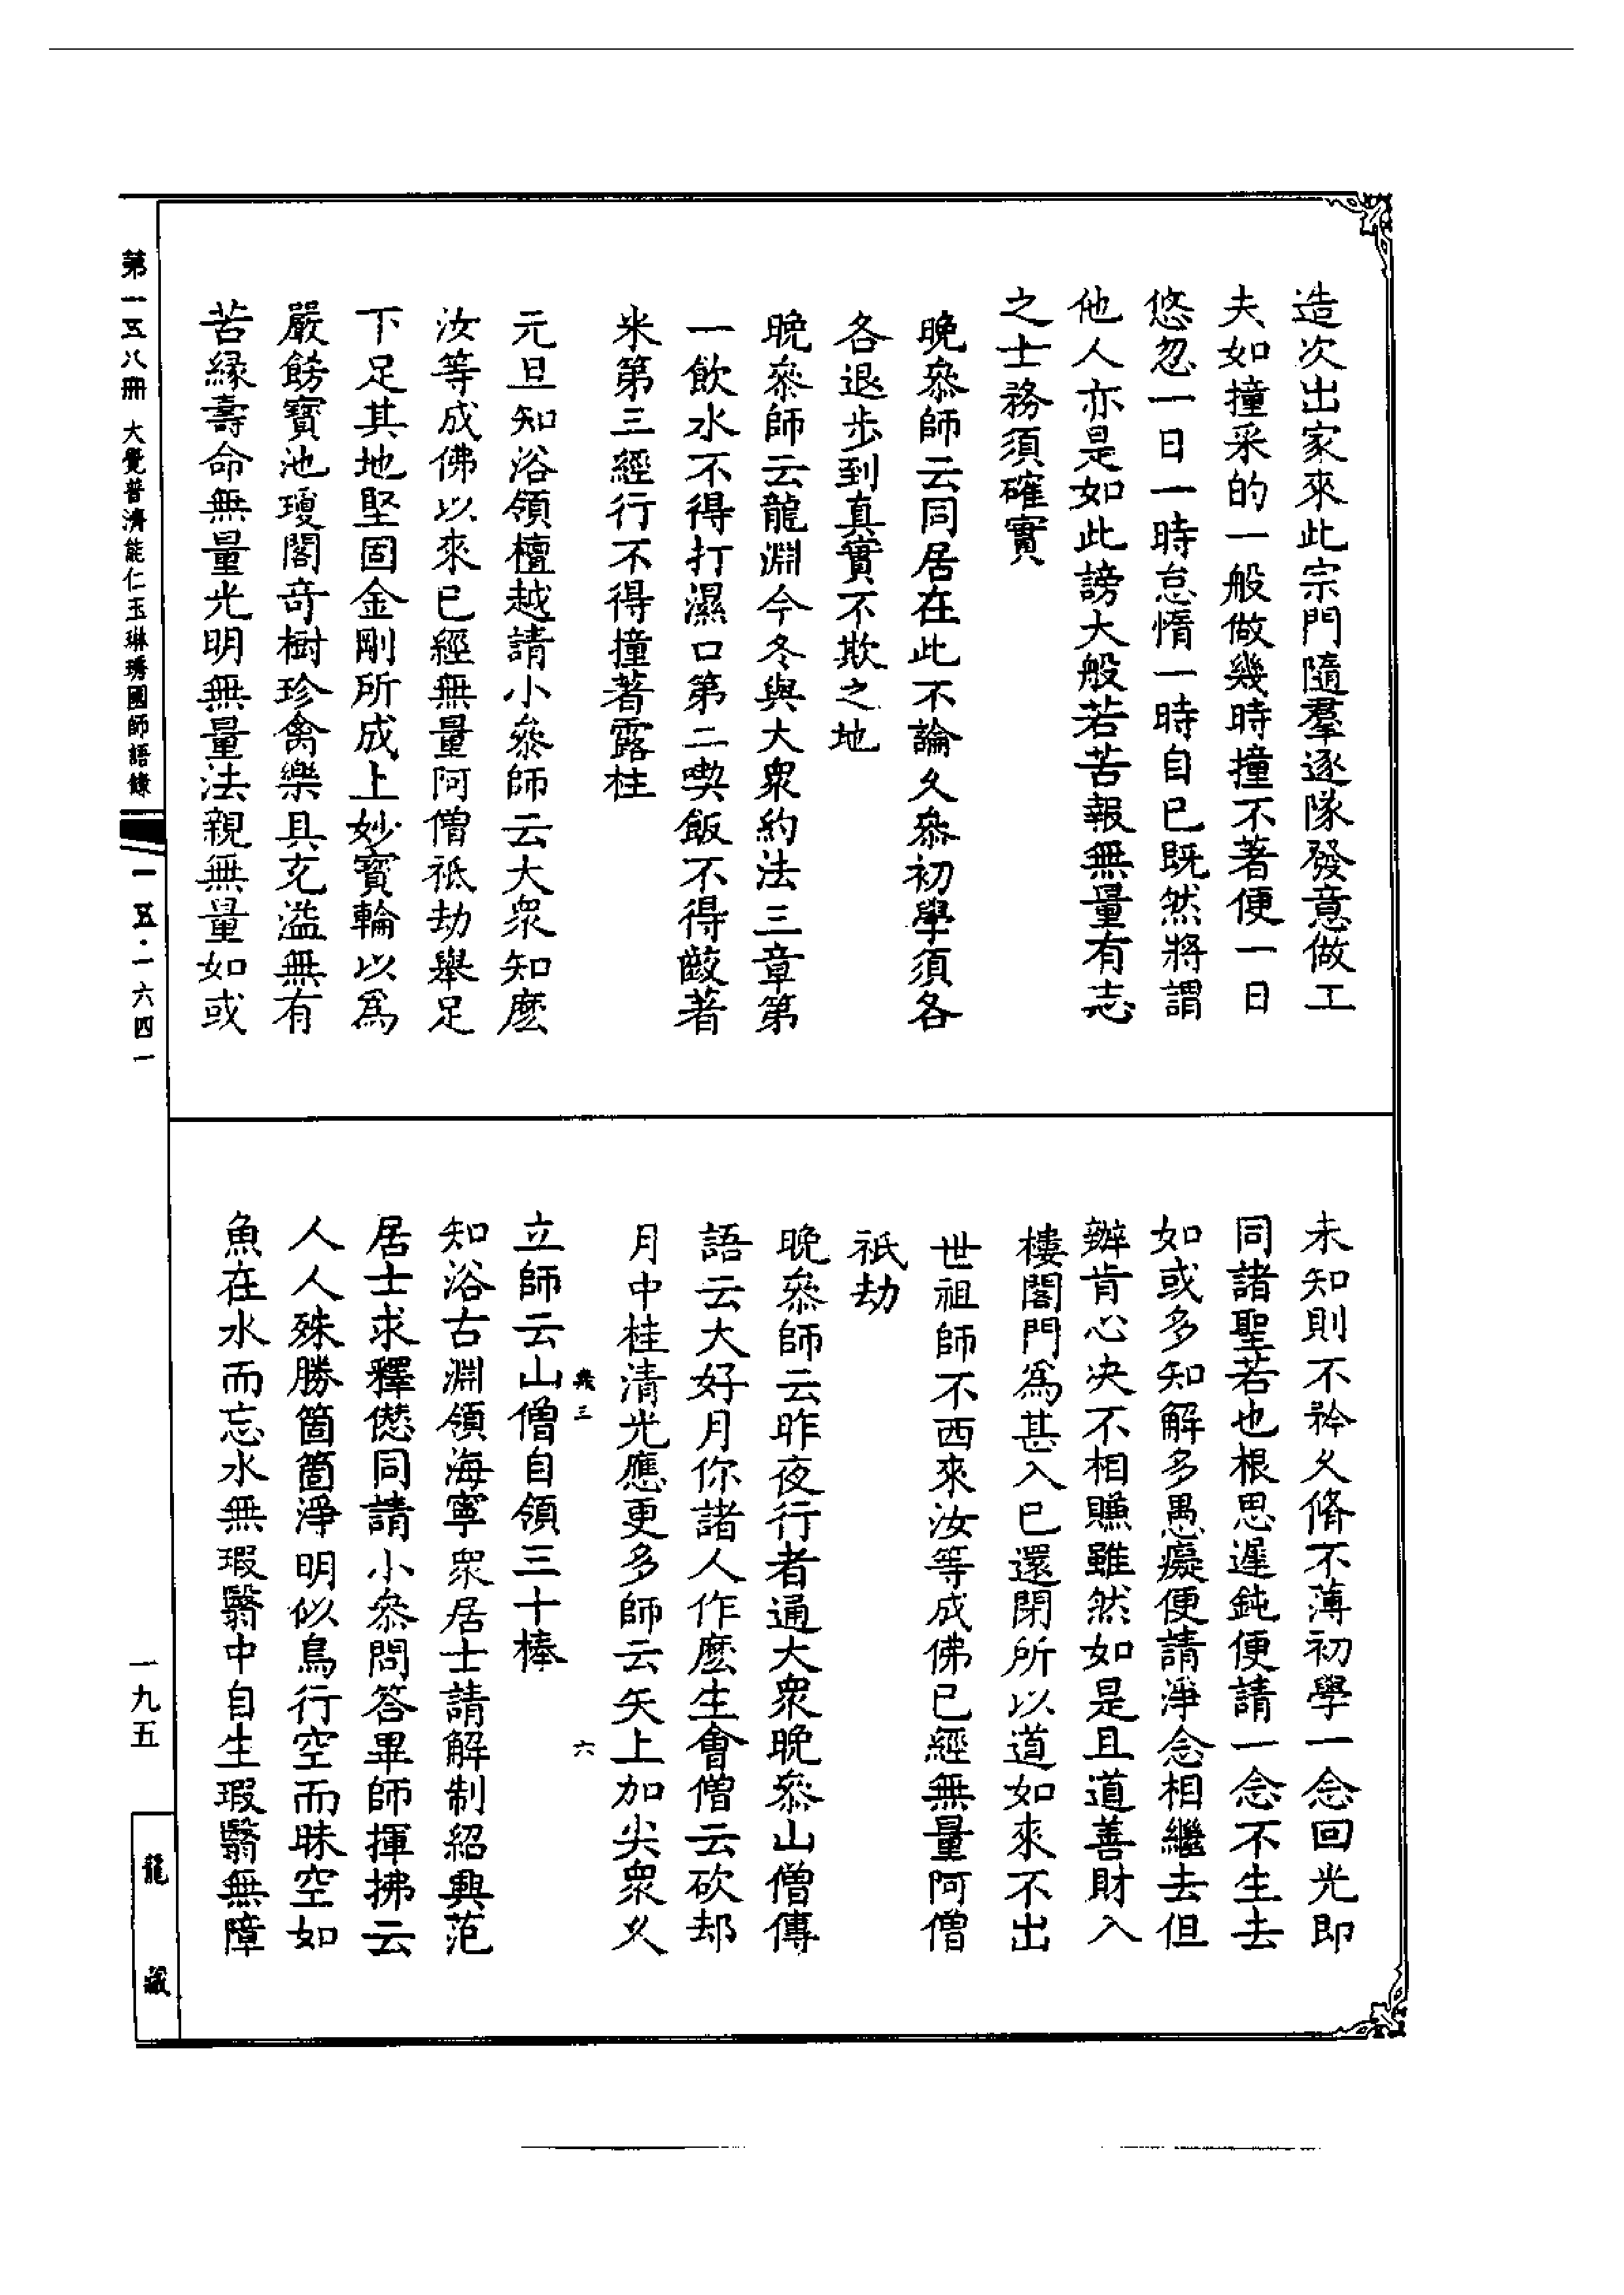 造次出家來此宗門隨羣逐隊發意做工
夫如撞采的一般做幾時撞不著便一日
悠忽一日一時怠惰一時自已既然將謂
他人亦是如此謗大般若苦報無量有志
之士務須確實
晚叅師云同居在此不論久叅初學須各
各退步到真實不欺之地
晚叅師云龍淵今冬與大衆約法三章第
一飲水不得打濕口第二喫飯不得齩著
米第三經行不得撞著露柱
元旦知浴領檀越請小叅師云大衆知麽
汝等成佛以來已經無量阿僧祇劫舉足
下足其地堅固金剛所成上妙寶輪以爲
嚴餝寶池瓊閣竒樹珍禽樂具充溢無有
苦緣壽命無量光明無量法親無量如或
未知則不矜久脩不薄初學一念回光即
同諸聖若也根思遲鈍便請一念不生去
如或多知解多愚癡便請淨念相繼去但
辦肯心决不相賺雖然如是且道善財入
樓閣門爲甚入已還閉所以道如來不出
世祖師不西來汝等成佛已經無量阿僧
祇劫
晚叅師云昨夜行者通大衆晚叅山僧傳
語云大好月你諸人作麽生會僧云砍却
月中桂清光應更多師云矢上加尖衆乆
立師云山僧自領三十棒
知浴古淵領海寧衆居士請解制紹興范
居士求釋僽同請小叅問答畢師揮拂云
人人殊勝箇箇淨明似鳥行空而昧空如
魚在水而忘水無瑕翳中自生瑕翳無障
三
六
第一五八冊
大覺普濟能仁玉琳琇國師語錄
一五·一六四一
一九五
龍藏